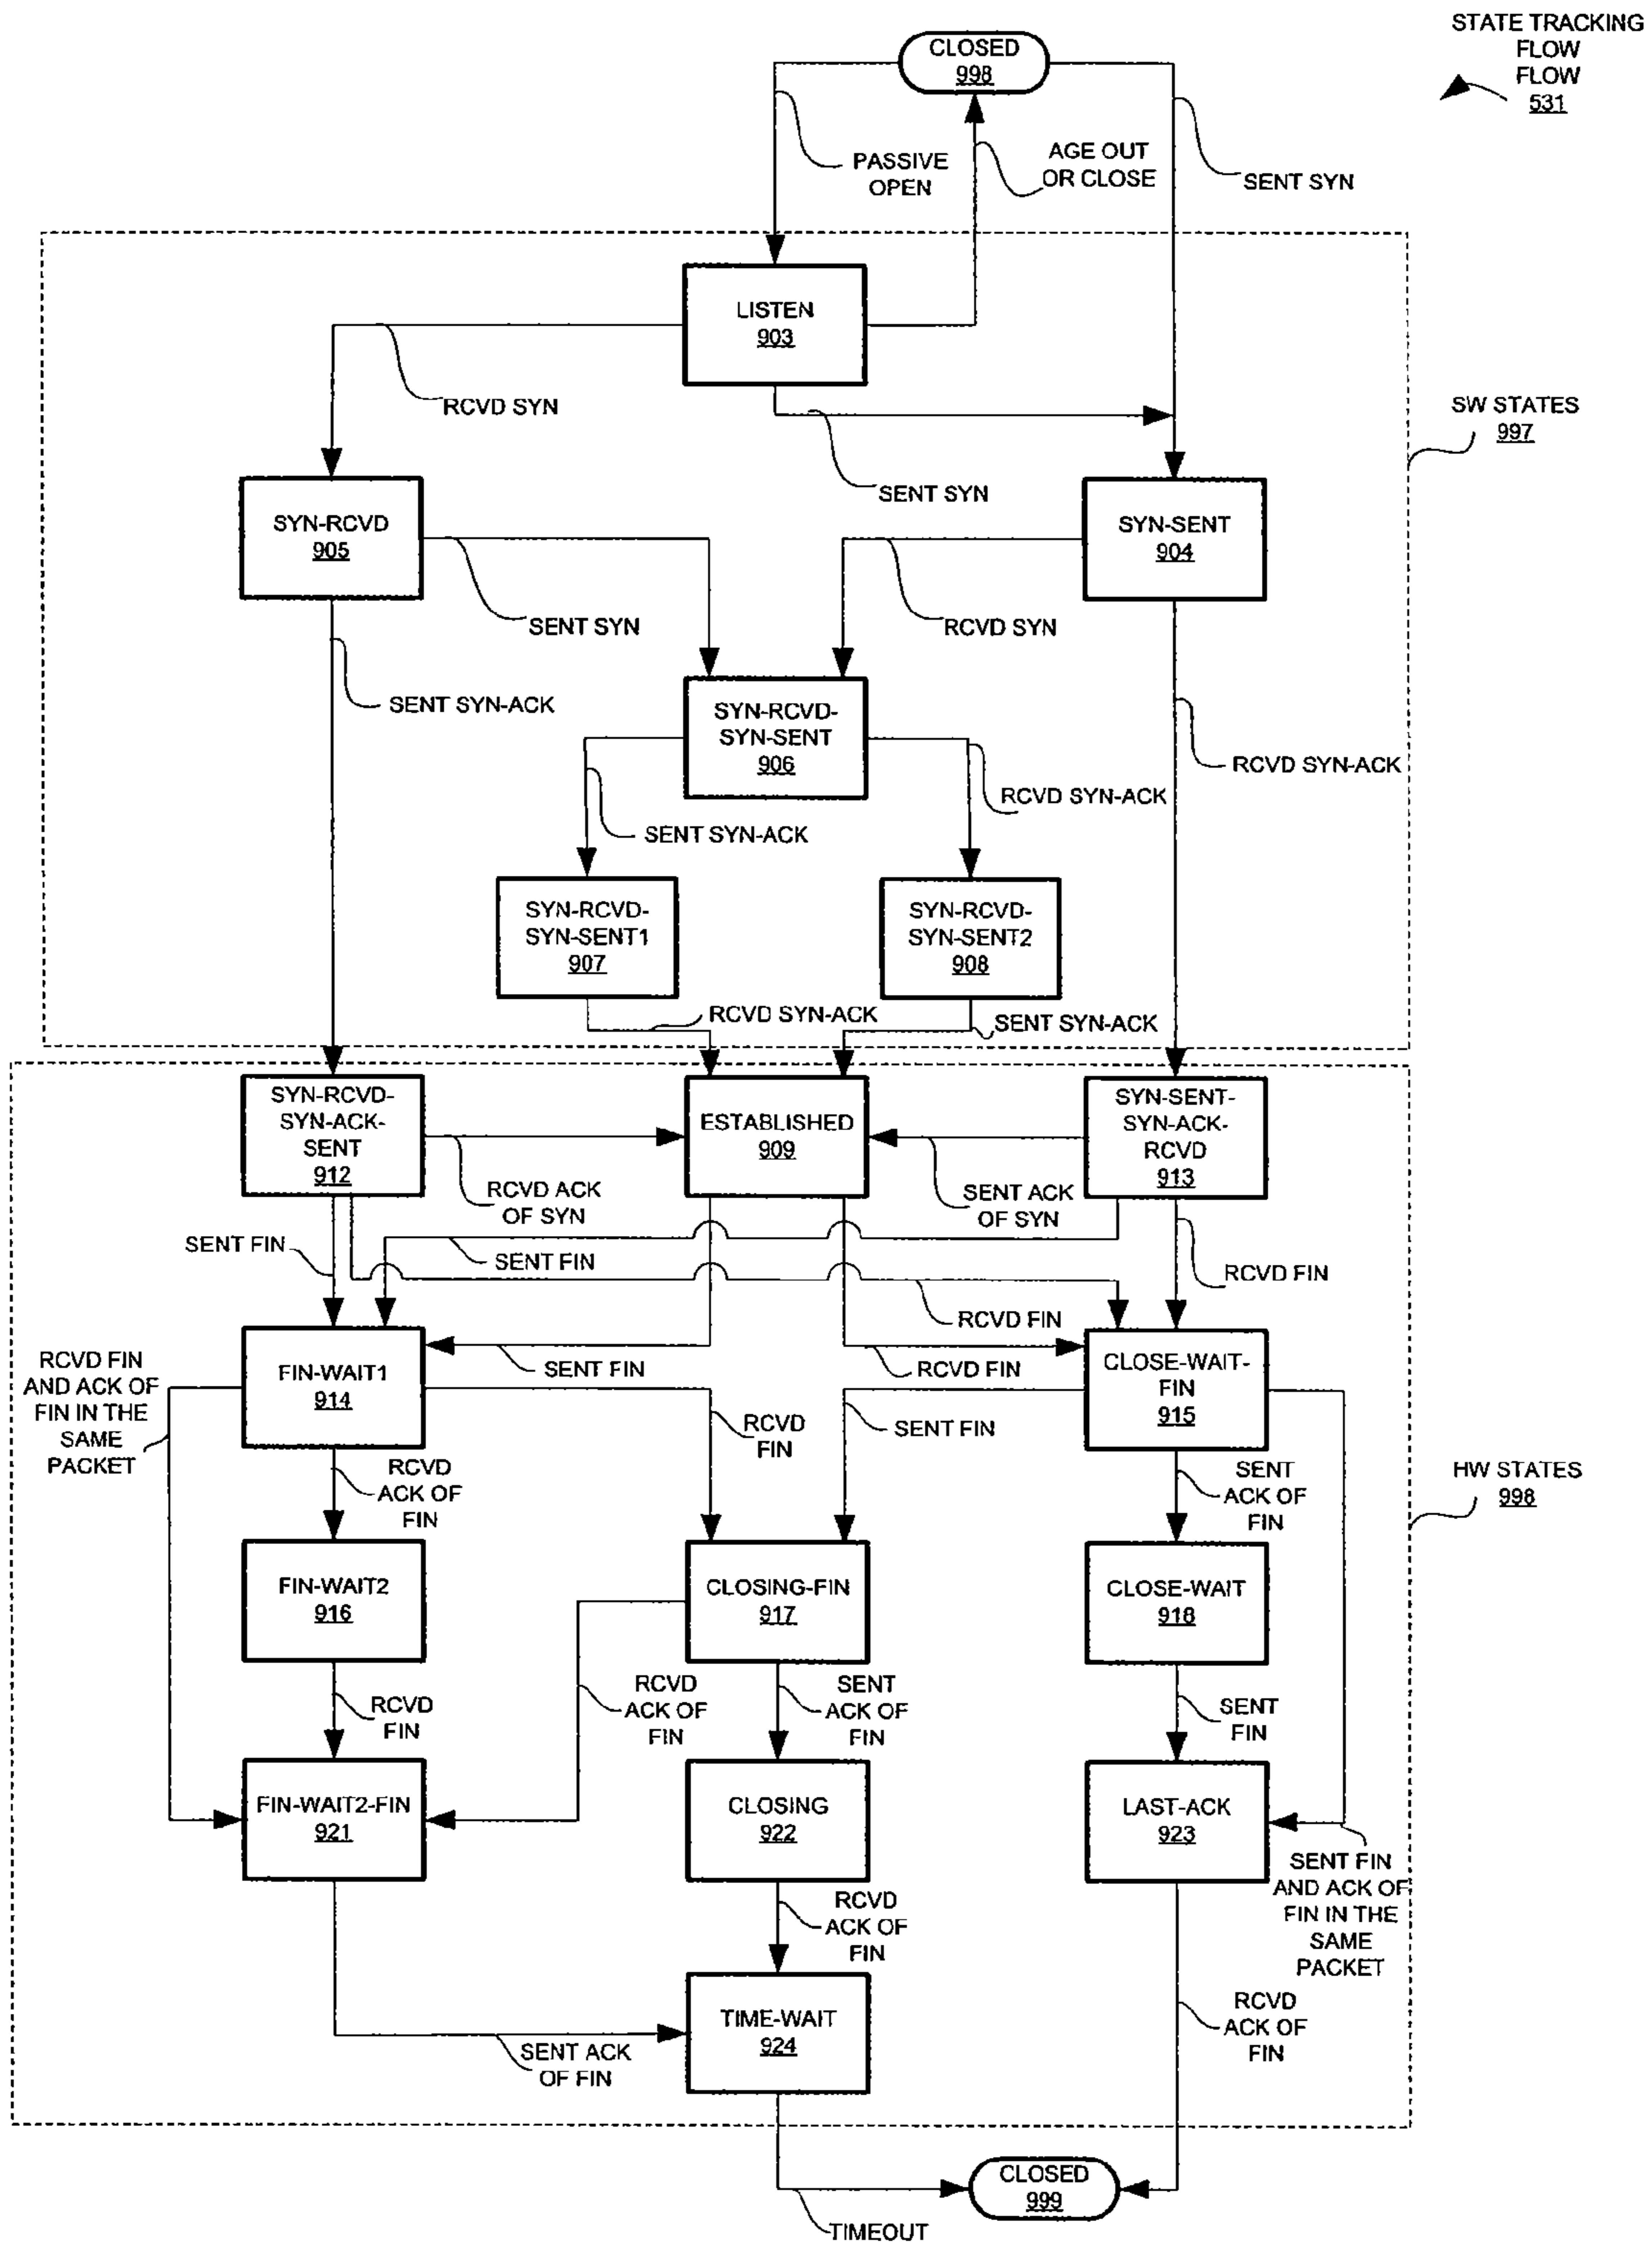 STATE TRACKING
FLOW
FLOW
531
CLOSED
998
PASSIVE
OPEN
AGE OUT
OR CLOSE
SENT SYN
LISTEN
903
RCVD SYN
SENT SYN
SW STATES
997
SYN-RCVD
905
SYN-SENT
904
SENT SYN
RCVD SYN
SENT SYN-ACK
SYN-RCVD-
SYN-SENT
906
RCVD SYN-ACK
RCVD SYN-ACK
SENT SYN-ACK
SYN-RCVD-
SYN-SENT1
907
SYN-RCVD-
SYN-SENT2
908
RCVD SYN-ACK
SENT SYN-ACK
SYN-RCVD-
SYN-ACK-
SENT
912
ESTABLISHED
909
SYN-SENT-
SYN-ACK-
RCVD
913
RCVD ACK
OF SYN
SENT ACK
OF SYN
SENT FIN
SENT FIN
RCVD FIN
RCVD FIN
RCVD FIN
AND ACK OF
FIN IN THE
SAME
PACKET
FIN-WAIT1
914
SENT FIN
RCVD FIN
CLOSE-WAIT-
FIN
915
RCVD
FIN
SENT FIN
RCVD
ACK OF
FIN
SENT
ACK OF
FIN
HW STATES
998
FIN-WAIT2
916
CLOSING-FIN
917
CLOSE-WAIT
918
RCVD
FIN
RCVD
ACK OF
FIN
SENT
ACK OF
FIN
SENT
FIN
FIN-WAIT2-FIN
921
CLOSING
922
LAST-ACK
923
SENT FIN
AND ACK OF
FIN IN THE
SAME
PACKET
RCVD
ACK OF
FIN
TIME-WAIT
924
RCVD
ACK OF
FIN
SENT ACK
OF FIN
CLOSED
999
TIMEOUT